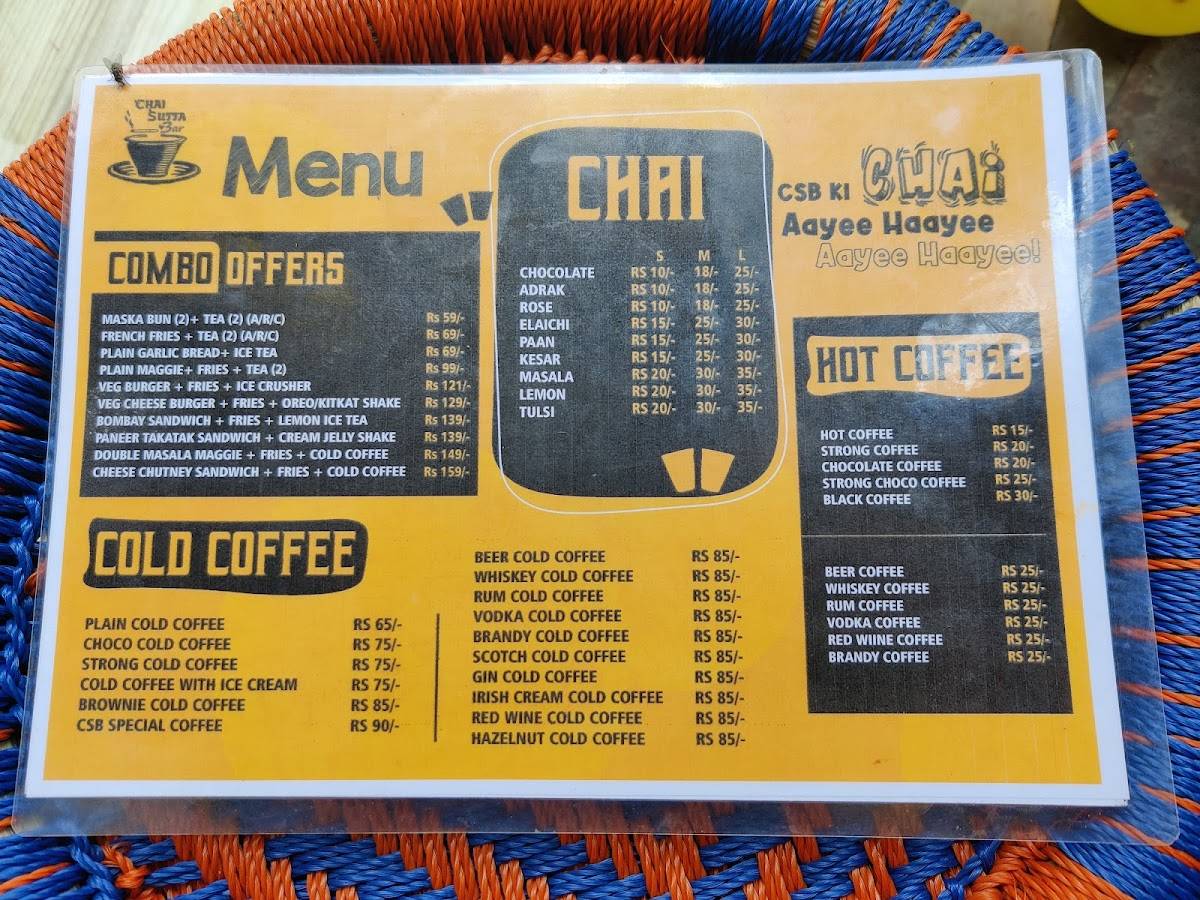 CHAI
SUTTA
Bar
Menu
COMBO OFFERS
MASKA BUN (2)+ TEA (2) (A/R/C) Rs 59/-
FRENCH FRIES + TEA (2) (A/R/C) Rs 69/-
PLAIN GARLIC BREAD+ ICE TEA Rs 69/-
PLAIN MAGGIE+ FRIES + TEA (2) Rs 99/-
VEG BURGER + FRIES + ICE CRUSHER Rs 121/-
VEG CHEESE BURGER + FRIES + OREO/KITKAT SHAKE Rs 129/-
BOMBAY SANDWICH + FRIES + LEMON ICE TEA Rs 139/-
PANEER TAKATAK SANDWICH + CREAM JELLY SHAKE Rs 139/-
DOUBLE MASALA MAGGIE + FRIES + COLD COFFEE Rs 149/-
CHEESE CHUTNEY SANDWICH + FRIES + COLD COFFEE Rs 159/-
CHAI
S M L
CHOCOLATE RS 10/- 18/- 25/-
ADRAK RS 10/- 18/- 25/-
ROSE RS 10/- 18/- 25/-
ELAICHI RS 15/- 25/- 30/-
PAAN RS 15/- 25/- 30/-
KESAR RS 15/- 25/- 30/-
MASALA RS 20/- 30/- 35/-
LEMON RS 20/- 30/- 35/-
TULSI RS 20/- 30/- 35/-
CSB KI CHAi
Aayee Haayee
Aayee Haayee!
HOT COFFEE
HOT COFFEE RS 15/-
STRONG COFFEE RS 20/-
CHOCOLATE COFFEE RS 20/-
STRONG CHOCO COFFEE RS 25/-
BLACK COFFEE RS 30/-
BEER COFFEE RS 25/-
WHISKEY COFFEE RS 25/-
RUM COFFEE RS 25/-
VODKA COFFEE RS 25/-
RED WIINE COFFEE RS 25/-
BRANDY COFFEE RS 25/-
COLD COFFEE
PLAIN COLD COFFEE RS 65/-
CHOCO COLD COFFEE RS 75/-
STRONG COLD COFFEE RS 75/-
COLD COFFEE WITH ICE CREAM RS 75/-
BROWNIE COLD COFFEE RS 85/-
CSB SPECIAL COFFEE RS 90/-
BEER COLD COFFEE RS 85/-
WHISKEY COLD COFFEE RS 85/-
RUM COLD COFFEE RS 85/-
VODKA COLD COFFEE RS 85/-
BRANDY COLD COFFEE RS 85/-
SCOTCH COLD COFFEE RS 85/-
GIN COLD COFFEE RS 85/-
IRISH CREAM COLD COFFEE RS 85/-
RED WINE COLD COFFEE RS 85/-
HAZELNUT COLD COFFEE RS 85/-